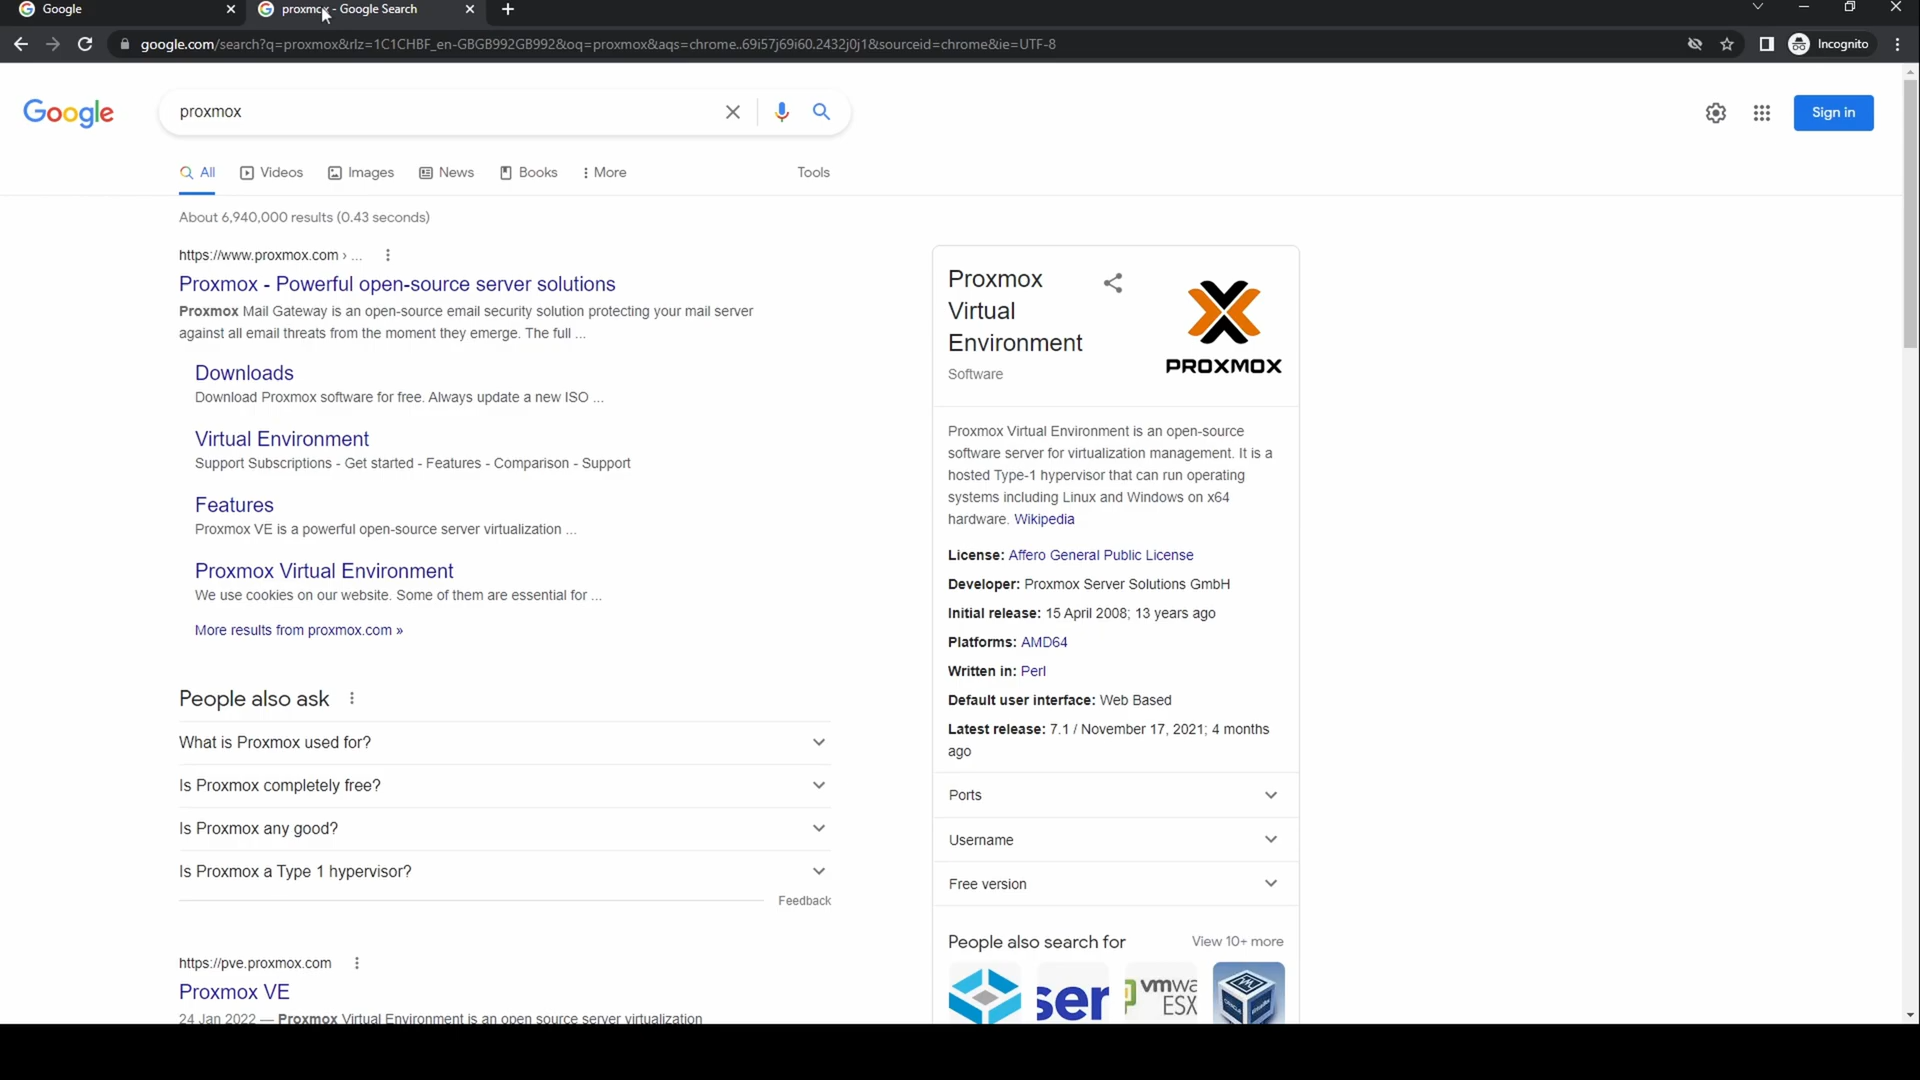 Google
proxmox - Google Search
google.com/search?q=proxmox&rlz=1C1CHBF_en-GBGB992GB992&oq=proxmox&aqs=chrome..69i57j69i60.2432j0j1&sourceid=chrome&ie=UTF-8
Incognito
Google
proxmox
Sign in
All
Videos
Images
News
Books
More
Tools
About 6,940,000 results (0.43 seconds)
https://www.proxmox.com › ...
Proxmox - Powerful open-source server solutions
Proxmox Mail Gateway is an open-source email security solution protecting your mail server
against all email threats from the moment they emerge. The full ...
Downloads
Download Proxmox software for free. Always update a new ISO ...
Virtual Environment
Support Subscriptions - Get started - Features - Comparison - Support
Features
Proxmox VE is a powerful open-source server virtualization ...
Proxmox Virtual Environment
We use cookies on our website. Some of them are essential for ...
More results from proxmox.com »
People also ask
What is Proxmox used for?
Is Proxmox completely free?
Is Proxmox any good?
Is Proxmox a Type 1 hypervisor?
Feedback
https://pve.proxmox.com
Proxmox VE
24 Jan 2022 — Proxmox Virtual Environment is an open source server virtualization
Proxmox
Virtual
Environment
Software
PROXMOX
Proxmox Virtual Environment is an open-source
software server for virtualization management. It is a
hosted Type-1 hypervisor that can run operating
systems including Linux and Windows on x64
hardware. Wikipedia
License: Affero General Public License
Developer: Proxmox Server Solutions GmbH
Initial release: 15 April 2008; 13 years ago
Platforms: AMD64
Written in: Perl
Default user interface: Web Based
Latest release: 7.1 / November 17, 2021; 4 months
ago
Ports
Username
Free version
People also search for
View 10+ more
ser
vmwa
ESX